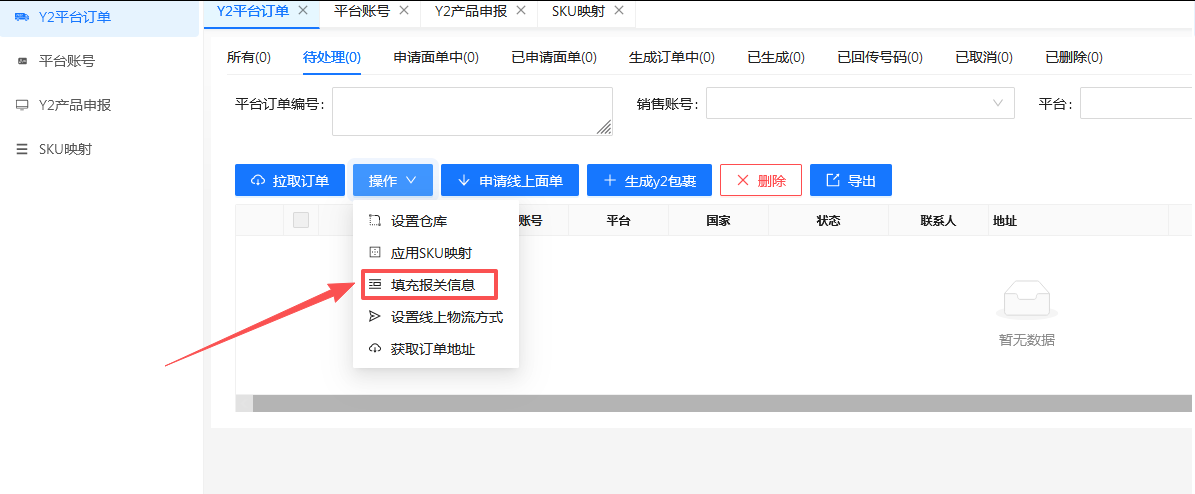 Y2平台订单
平台账号
Y2产品申报
SKU映射
Y2平台订单 平台账号 Y2产品申报 SKU映射
所有(0) 待处理(0) 申请面单中(0) 已申请面单(0) 生成订单中(0) 已生成(0) 已回传号码(0) 已取消(0) 已删除(0)
平台订单编号: 销售账号: 平台:
拉取订单 操作 申请线上面单 生成y2包裹 删除 导出
账号 平台 国家 状态 联系人 地址
设置仓库
应用SKU映射
填充报关信息
设置线上物流方式
获取订单地址
暂无数据